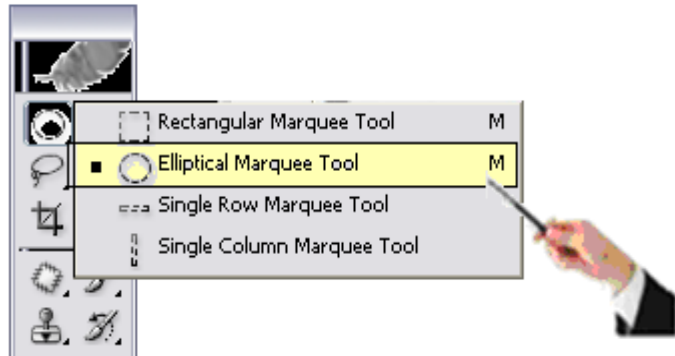 Rectangular Marquee Tool M
Elliptical Marquee Tool M
Single Row Marquee Tool
Single Column Marquee Tool